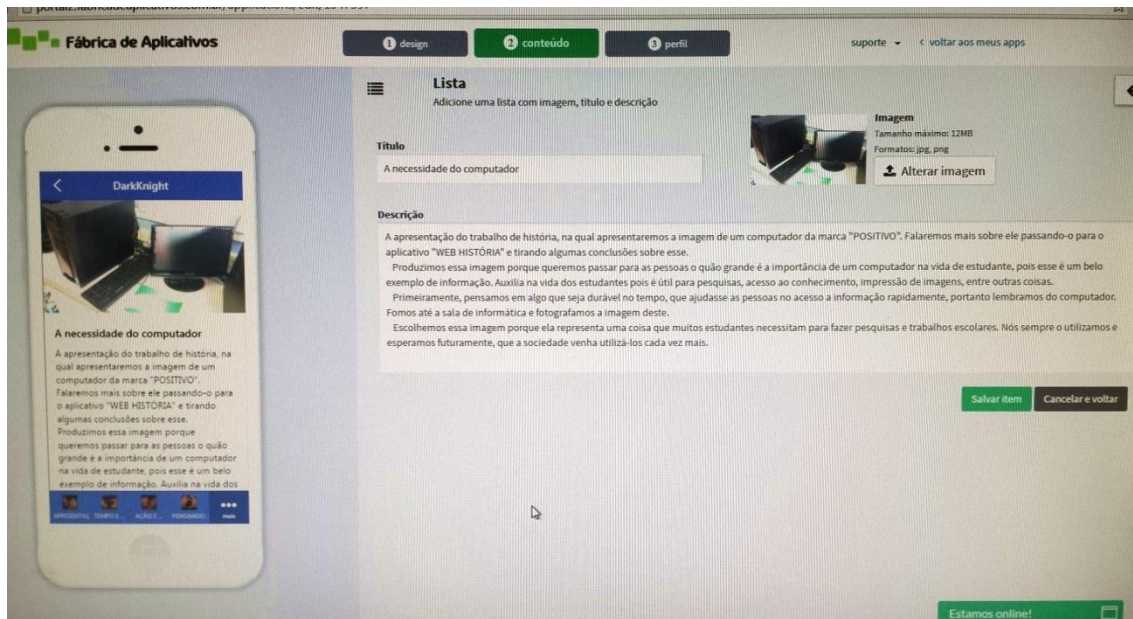 Fábrica de Aplicativos
1 design
2 conteúdo
3 perfil
suporte
< voltar aos meus apps
Lista
Adicione uma lista com imagem, título e descrição
Título
A necessidade do computador
Imagem
Tamanho máximo: 12MB
Formatos: jpg, png
Alterar imagem
Descrição
A apresentação do trabalho de história, na qual apresentaremos a imagem de um computador da marca "POSITIVO". Falaremos mais sobre ele passando-o para o
aplicativo "WEB HISTÓRIA" e tirando algumas conclusões sobre esse.
Produzimos essa imagem porque queremos passar para as pessoas o quão grande é a importância de um computador na vida de estudante, pois esse é um belo
exemplo de informação. Auxilia na vida dos estudantes pois é útil para pesquisas, acesso ao conhecimento, impressão de imagens, entre outras coisas.
Primeiramente, pensamos em algo que seja durável no tempo, que ajudasse as pessoas no acesso a informação rapidamente, portanto lembramos do computador.
Fomos até a sala de informática e fotografamos a imagem deste.
Escolhemos essa imagem porque ela representa uma coisa que muitos estudantes necessitam para fazer pesquisas e trabalhos escolares. Nós sempre o utilizamos e
esperamos futuramente, que a sociedade venha utilizá-los cada vez mais.
Salvar item
Cancelar e voltar
DarkKnight
A necessidade do computador
A apresentação do trabalho de história, na
qual apresentaremos a imagem de um
computador da marca "POSITIVO".
Falaremos mais sobre ele passando-o para
o aplicativo "WEB HISTÓRIA" e tirando
algumas conclusões sobre esse.
Produzimos essa imagem porque
queremos passar para as pessoas o quão
grande é a importância de um computador
na vida de estudante, pois esse é um belo
exemplo de informação. Auxilia na vida dos
mais
Estamos online!